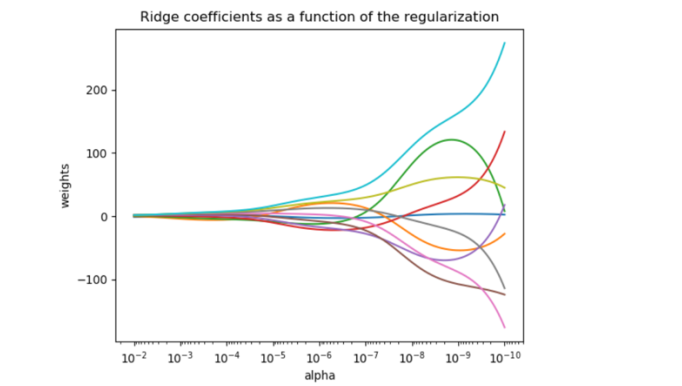 Ridge coefficients as a function of the regularization
200
100
0
−100
weights
10⁻² 10⁻³ 10⁻⁴ 10⁻⁵ 10⁻⁶ 10⁻⁷ 10⁻⁸ 10⁻⁹ 10⁻¹⁰
alpha